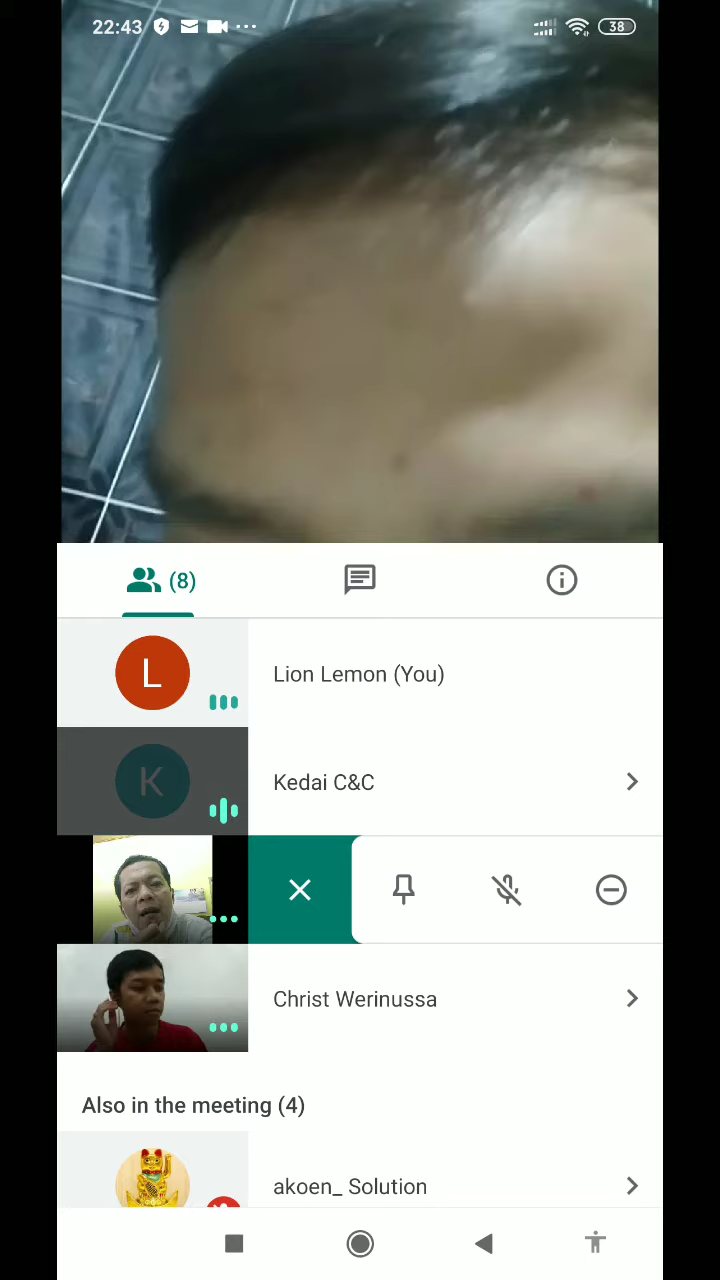 22:43
38
(8)
L
Lion Lemon (You)
K
Kedai C&C
Christ Werinussa
Also in the meeting (4)
akoen_ Solution